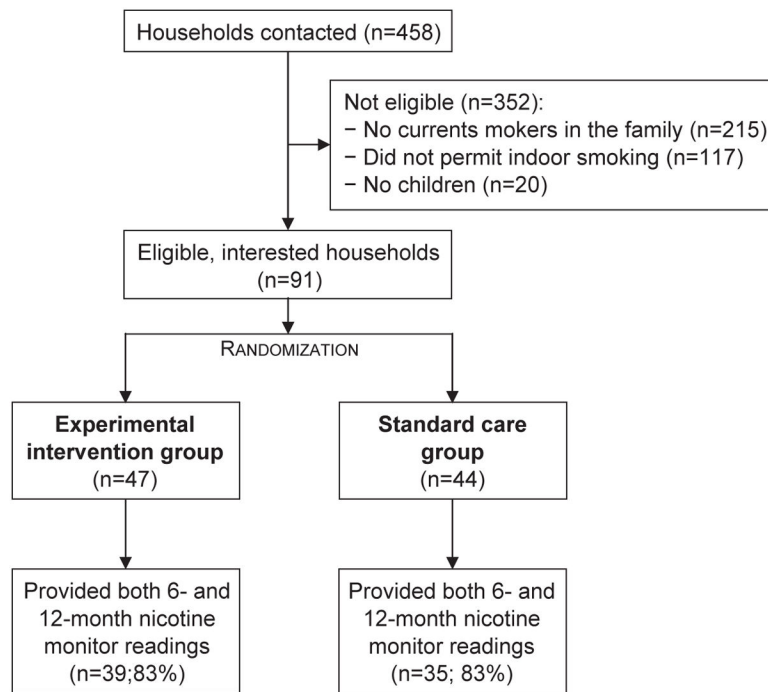 Households contacted (n=458)
Not eligible (n=352):
− No currents mokers in the family (n=215)
− Did not permit indoor smoking (n=117)
− No children (n=20)
Eligible, interested households
(n=91)
RANDOMIZATION
Experimental
intervention group
(n=47)
Standard care
group
(n=44)
Provided both 6- and
12-month nicotine
monitor readings
(n=39;83%)
Provided both 6- and
12-month nicotine
monitor readings
(n=35; 83%)